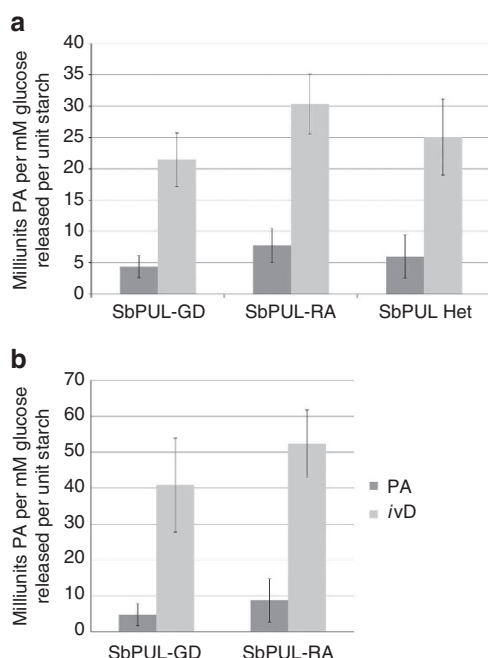 a
Milliunits PA per mM glucose
released per unit starch
40
35
30
25
20
15
10
5
0
SbPUL-GD
SbPUL-RA
SbPUL Het
b
Milliunits PA per mM glucose
released per unit starch
70
60
50
40
30
20
10
0
SbPUL-GD
SbPUL-RA
PA
ivD